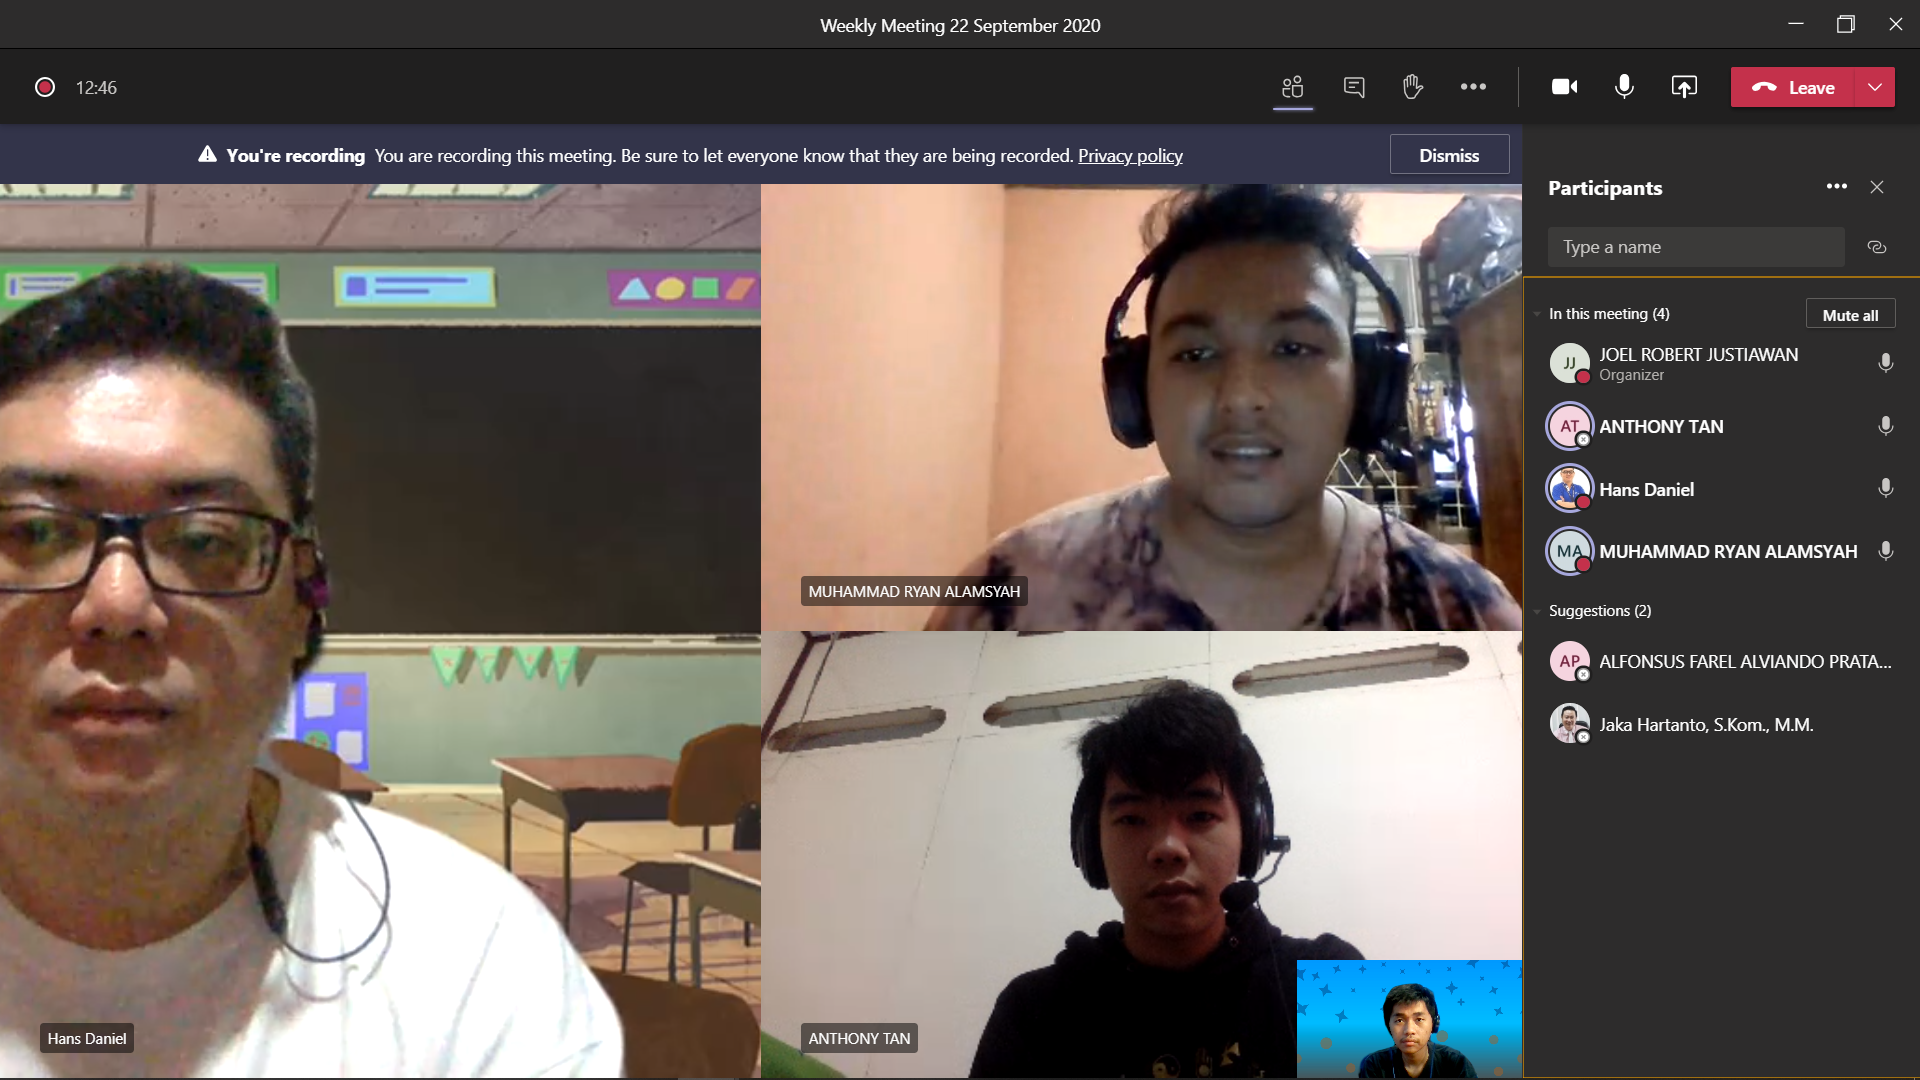 Weekly Meeting 22 September 2020
12:46
Leave
You're recording You are recording this meeting. Be sure to let everyone know that they are being recorded. Privacy policy
Dismiss
Hans Daniel
MUHAMMAD RYAN ALAMSYAH
ANTHONY TAN
Participants
Type a name
In this meeting (4)
Mute all
JJ
JOEL ROBERT JUSTIAWAN
Organizer
AT
ANTHONY TAN
Hans Daniel
MA
MUHAMMAD RYAN ALAMSYAH
Suggestions (2)
AP
ALFONSUS FAREL ALVIANDO PRATA...
Jaka Hartanto, S.Kom., M.M.